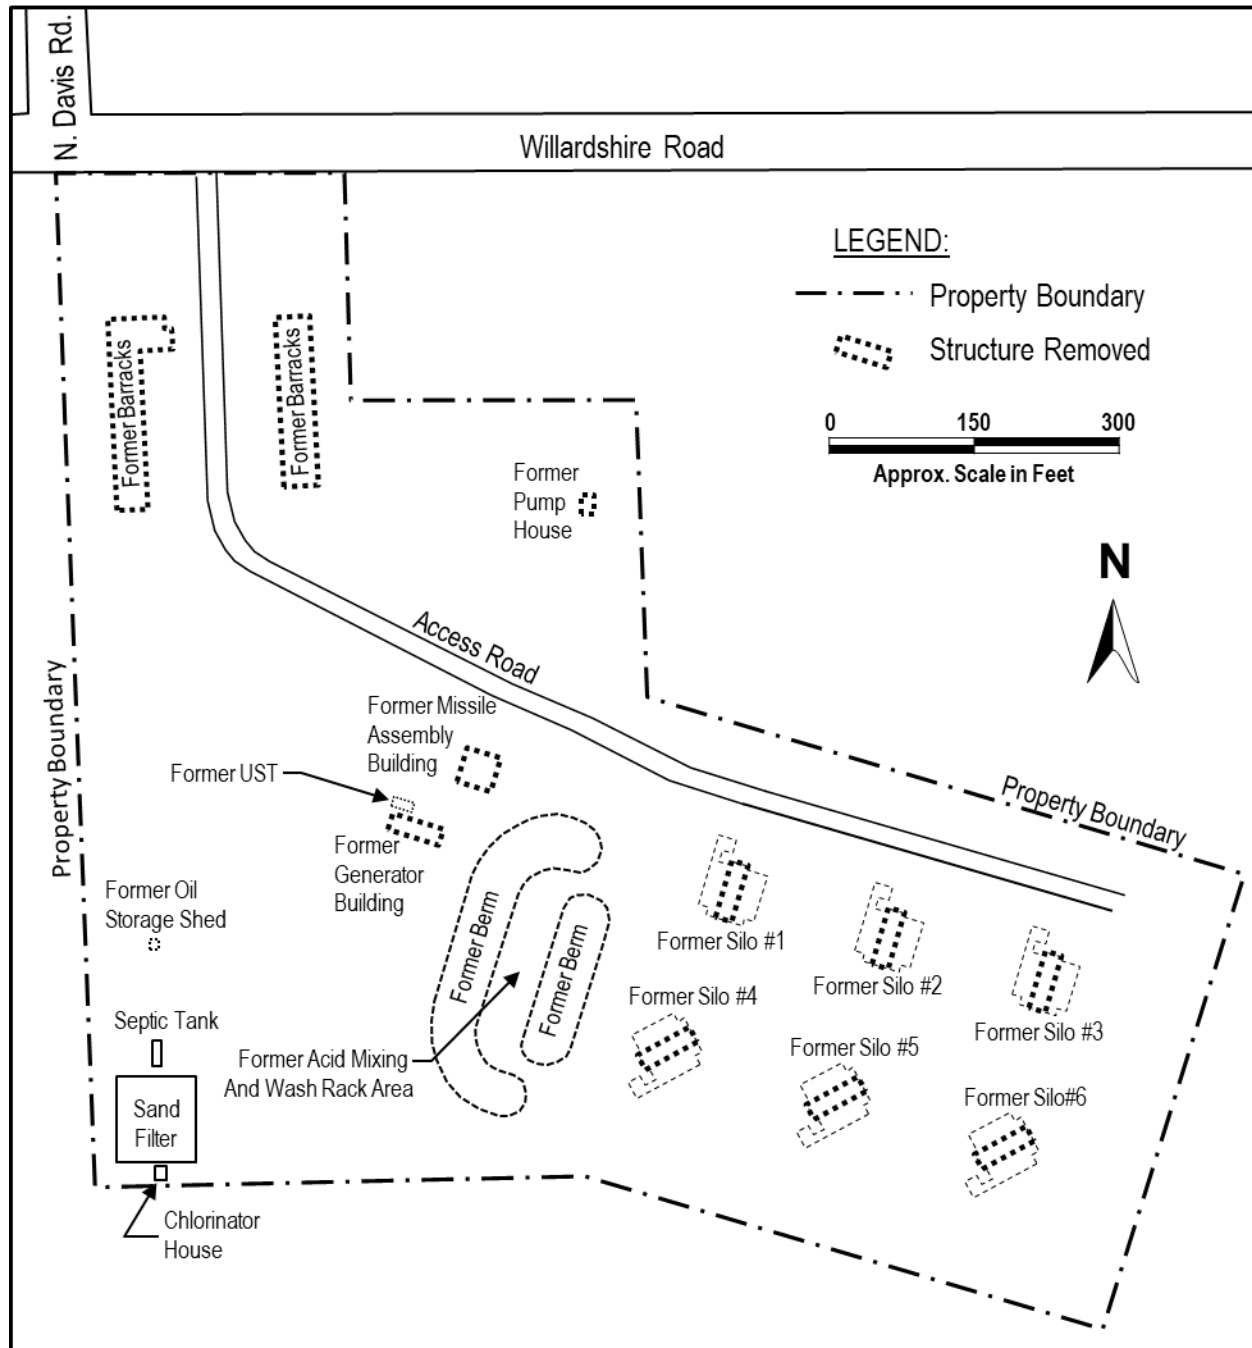 N. Davis Rd.
Willardshire Road
LEGEND:
Property Boundary
Structure Removed
0 150 300
Approx. Scale in Feet
N
Former Barracks
Former Barracks
Former
Pump
House
Access Road
Property Boundary
Former Missile
Assembly
Building
Former UST
Former
Generator
Building
Property Boundary
Former Oil
Storage Shed
Former Berm
Former Berm
Former Silo #1
Former Silo #2
Former Silo #3
Former Silo #4
Former Silo #5
Former Silo#6
Septic Tank
Former Acid Mixing
And Wash Rack Area
Sand
Filter
Chlorinator
House